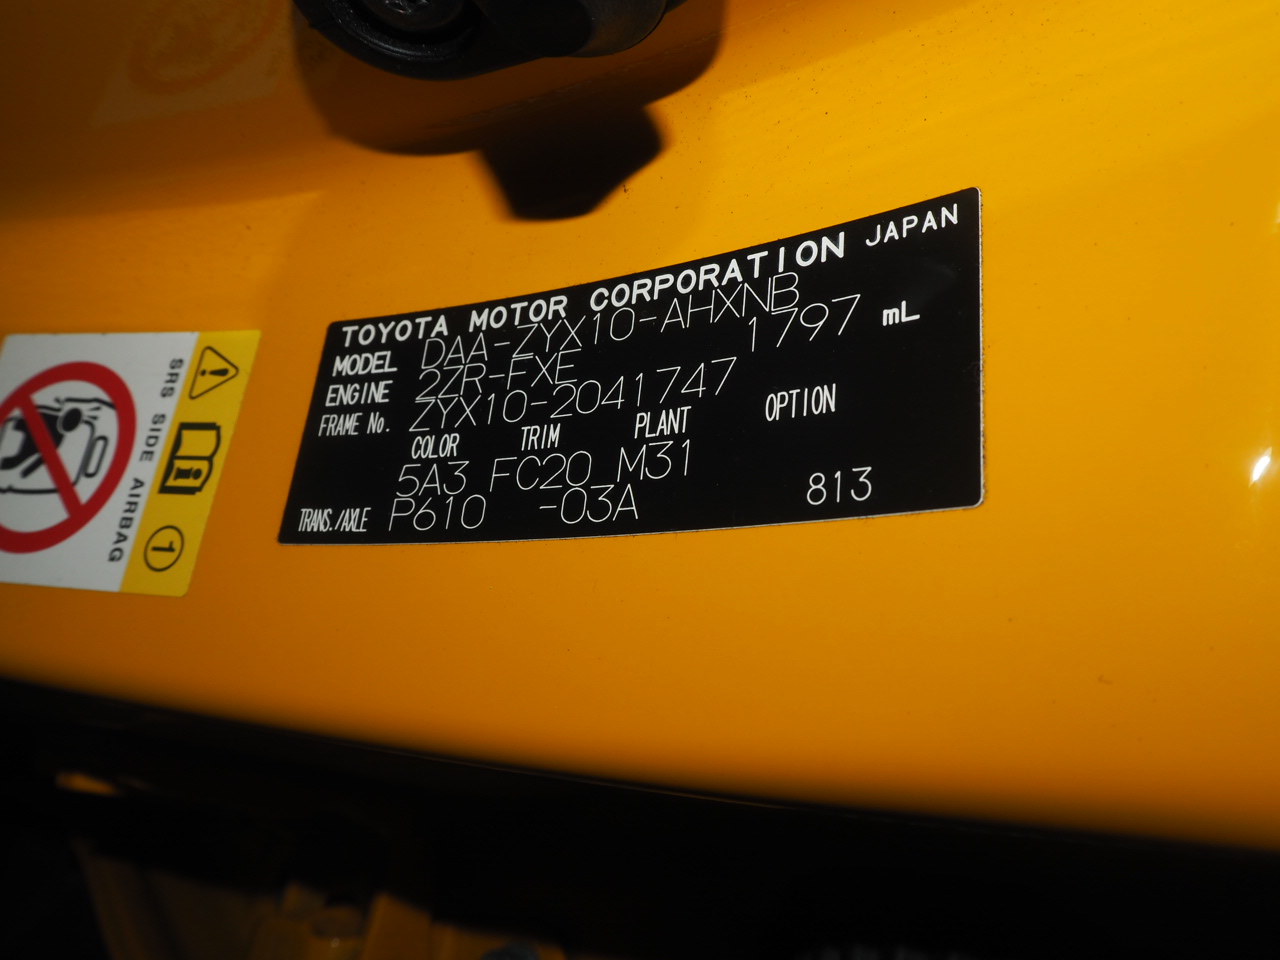 TOYOTA MOTOR CORPORATION JAPAN
MODEL DAA-ZYX10-AHXNB
ENGINE 2ZR-FXE 1797 mL
FRAME No. ZYX10-2041747
COLOR TRIM PLANT OPTION
5A3 FC20 M31
TRANS./AXLE P610 -03A 813
SRS SIDE AIRBAG
1